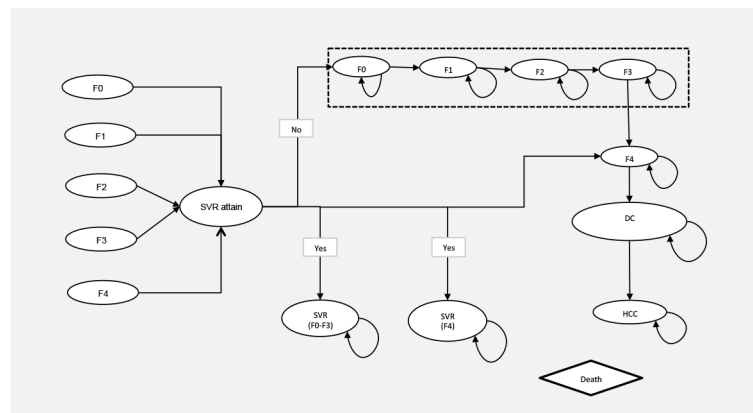 F0
F1
F2
F3
F4
SVR attain
No
Yes
Yes
F0
F1
F2
F3
F4
DC
HCC
SVR
(F0-F3)
SVR
(F4)
Death